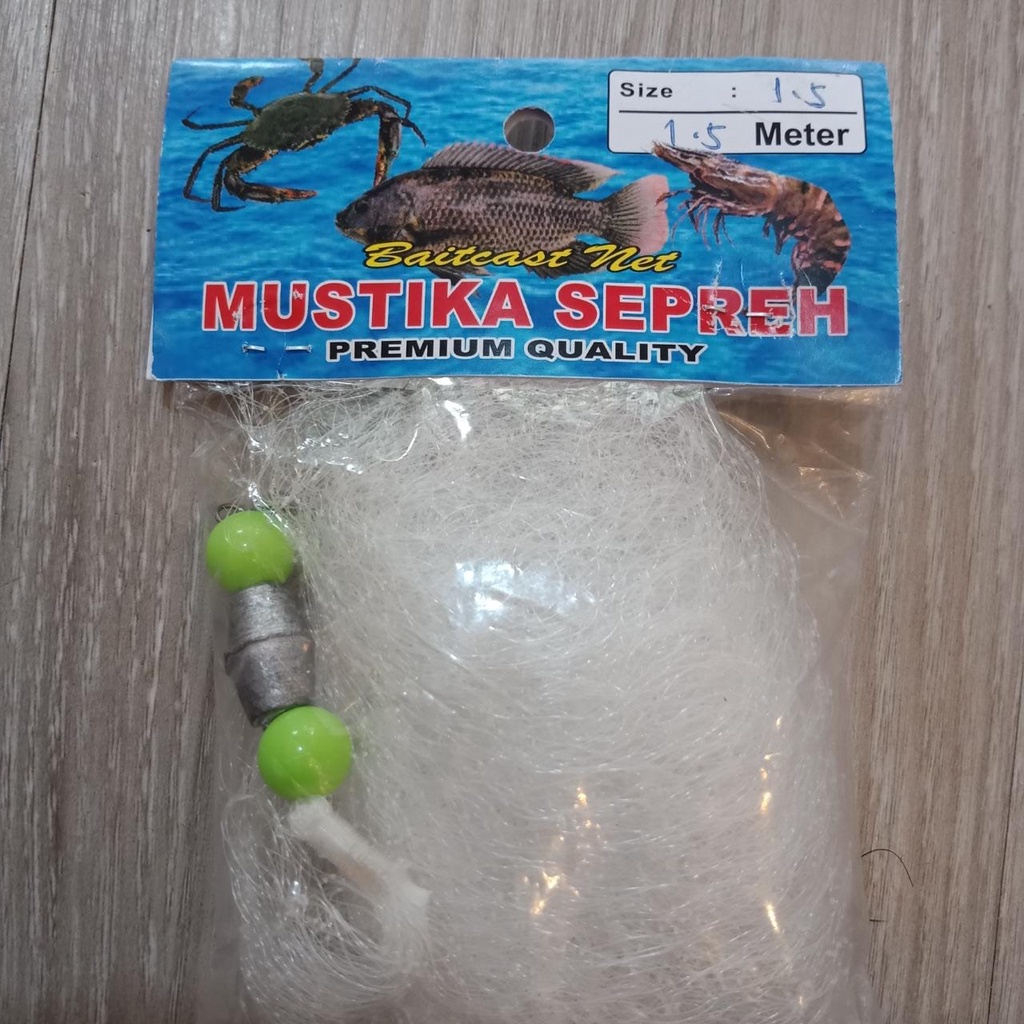 Size : 1.5
1.5 Meter
Baitcast Net
MUSTIKA SEPREH
PREMIUM QUALITY